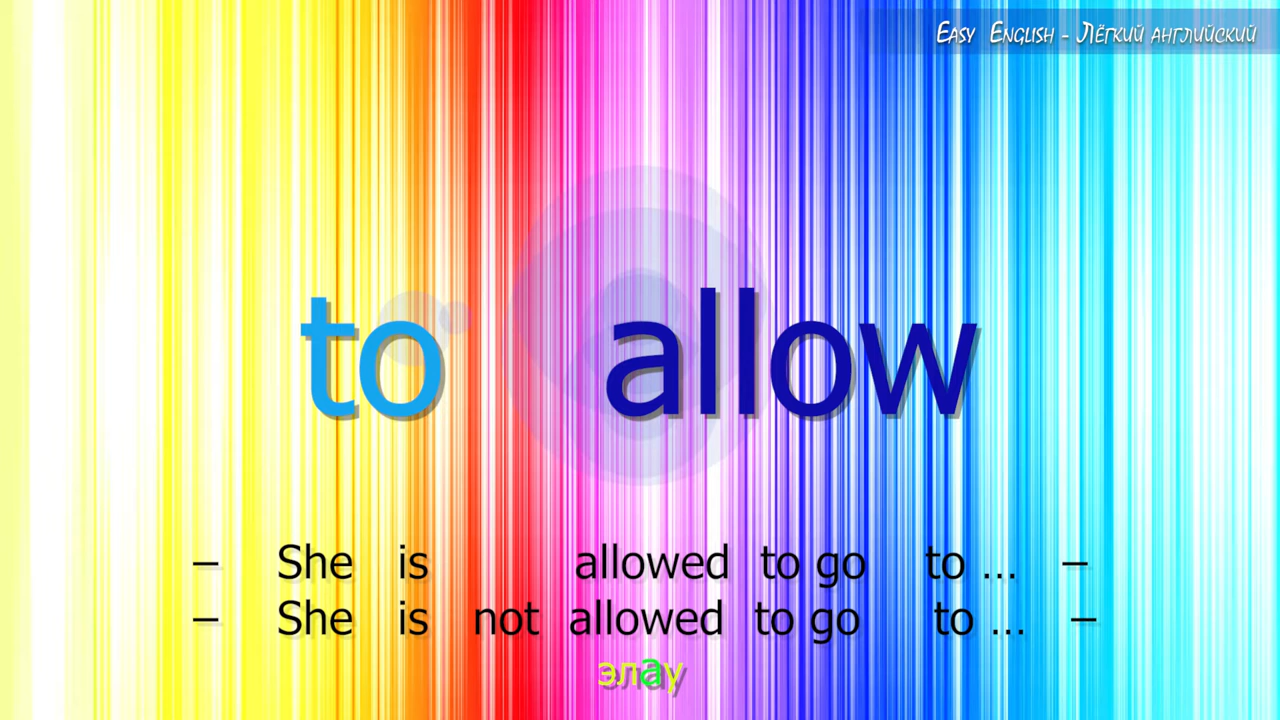 Easy English - Лёгкий английский
to allow
– She is allowed to go to ... –
– She is not allowed to go to ... –
элау